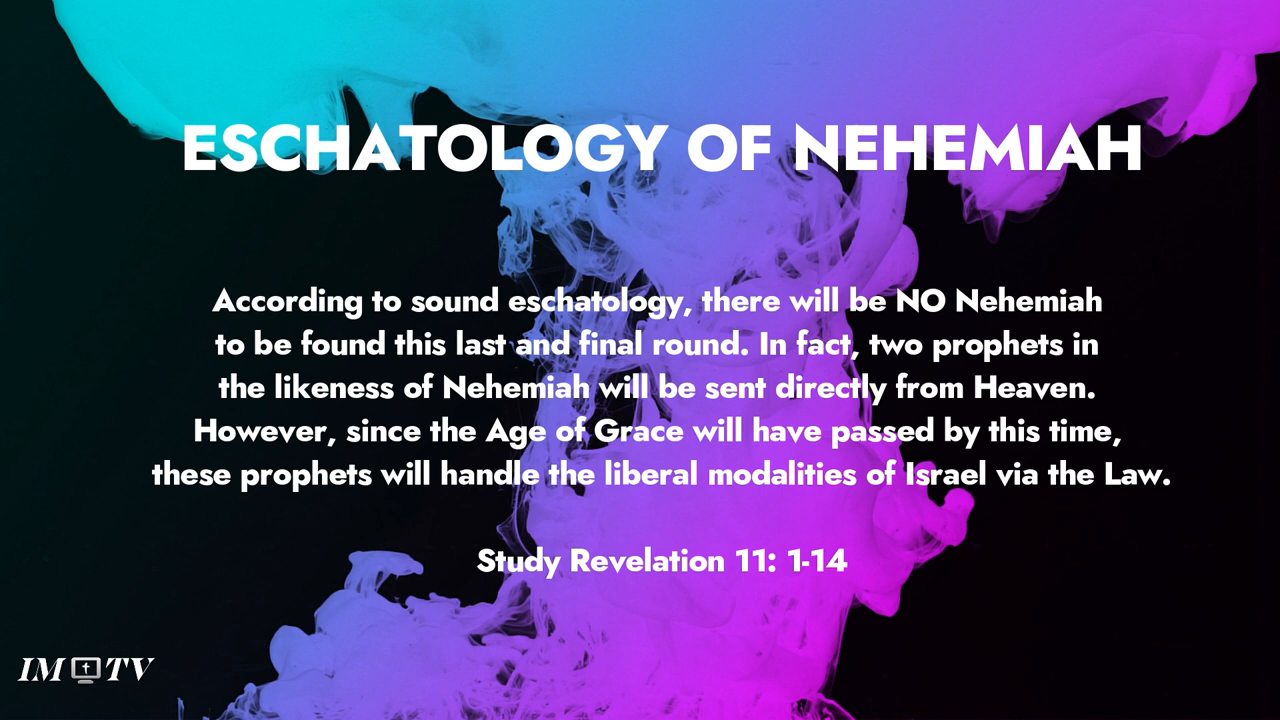 ESCHATOLOGY OF NEHEMIAH
According to sound eschatology, there will be NO Nehemiah
to be found this last and final round. In fact, two prophets in
the likeness of Nehemiah will be sent directly from Heaven.
However, since the Age of Grace will have passed by this time,
these prophets will handle the liberal modalities of Israel via the Law.
Study Revelation 11: 1-14
IM TV